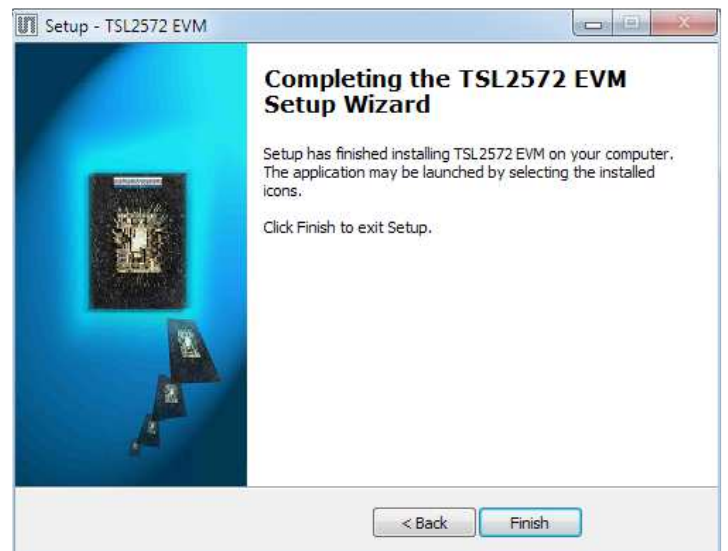 Setup - TSL2572 EVM
Completing the TSL2572 EVM
Setup Wizard
Setup has finished installing TSL2572 EVM on your computer.
The application may be launched by selecting the installed
icons.
Click Finish to exit Setup.
< Back
Finish